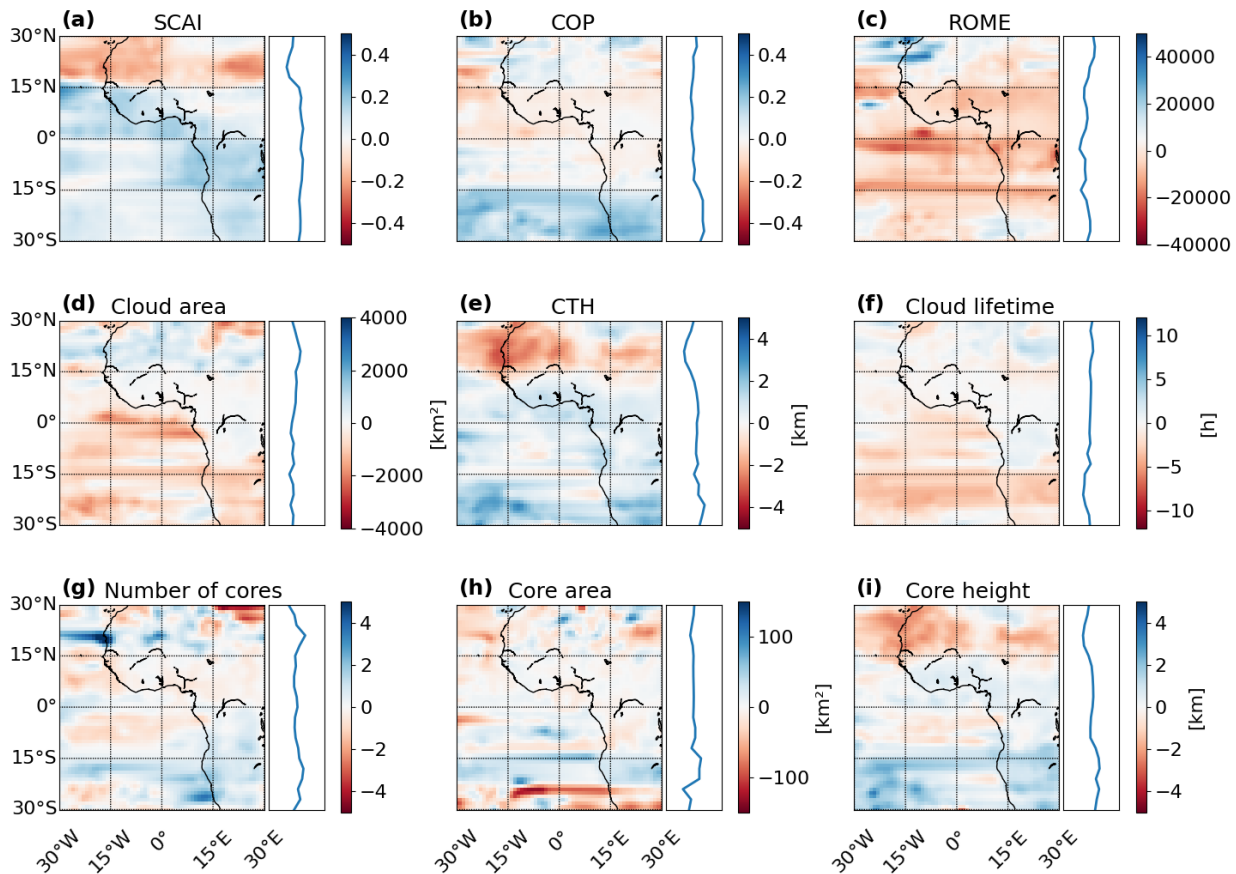 (a) SCAI
(b) COP
(c) ROME
30°N
15°N
0°
15°S
30°S
0.4
0.2
0.0
−0.2
−0.4
0.4
0.2
0.0
−0.2
−0.4
40000
20000
0
−20000
−40000
(d) Cloud area
(e) CTH
(f) Cloud lifetime
30°N
15°N
0°
15°S
30°S
4000
2000
0
−2000
−4000
[km²]
4
2
0
−2
−4
[km]
10
5
0
−5
−10
[h]
(g) Number of cores
(h) Core area
(i) Core height
30°N
15°N
0°
15°S
30°S
4
2
0
−2
−4
100
0
−100
[km²]
4
2
0
−2
−4
[km]
30°W
15°W
0°
15°E
30°E
30°W
15°W
0°
15°E
30°E
30°W
15°W
0°
15°E
30°E